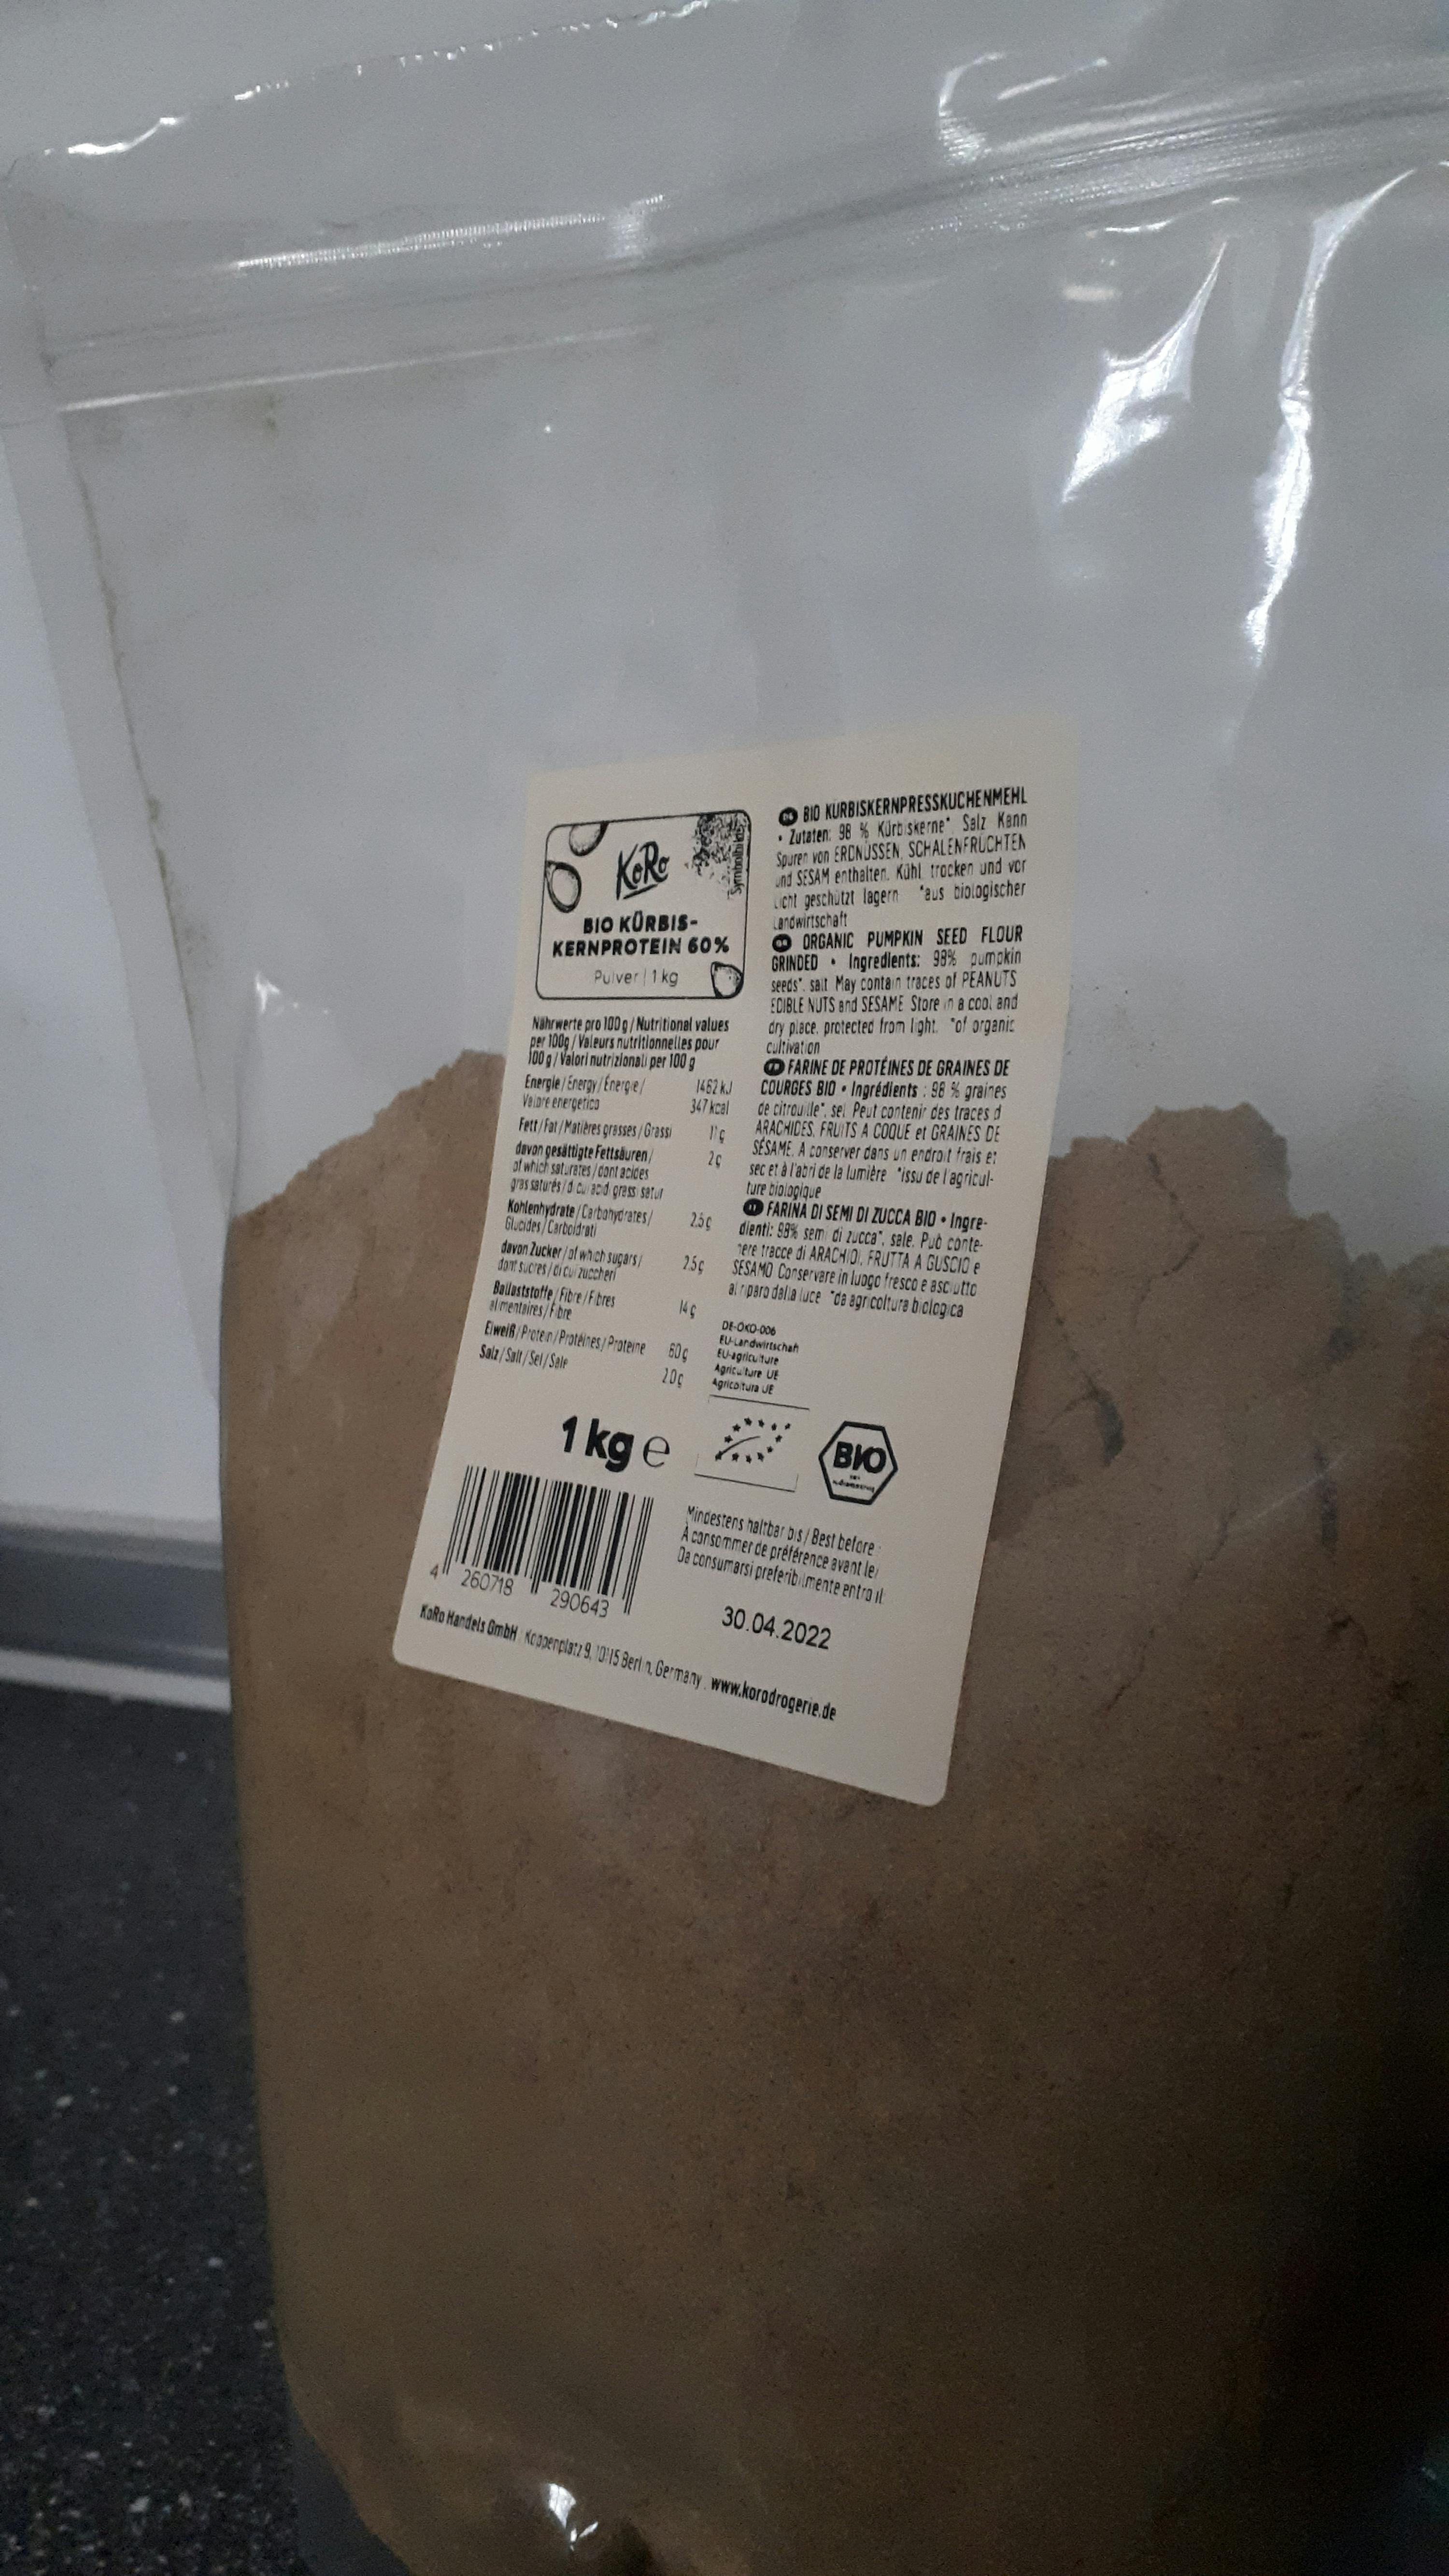 KoRo
Symbolbild
BIO KÜRBIS-
KERNPROTEIN 60%
Pulver | 1 kg
Nährwerte pro 100 g / Nutritional values
per 100g / Valeurs nutritionnelles pour
100 g / Valori nutrizionali per 100 g
Energie / Energy / Énergie / 1462 kJ
Valore energetico 347 kcal
Fett / Fat / Matières grasses / Grassi 11 g
davon gesättigte Fettsäuren / 2 g
of which saturates / dont acides
gras saturés / di cui acidi grassi satur
Kohlenhydrate / Carbohydrates / 2.5 g
Glucides / Carboidrati
davon Zucker / of which sugars / 2.5 g
dont sucres / di cui zuccheri
Ballaststoffe / Fibre / Fibres 14 g
alimentaires / Fibre
Eiweiß / Protein / Protéines / Proteine 60 g
Salz / Salt / Sel / Sale 2.0 g
1 kg e
4 260718 290643
DE BIO KÜRBISKERNPRESSKUCHENMEHL
• Zutaten: 98 % Kürbiskerne*, Salz Kann
Spuren von ERDNÜSSEN, SCHALENFRÜCHTEN
und SESAM enthalten. Kühl, trocken und vor
Licht geschützt lagern *aus biologischer
Landwirtschaft
ORGANIC PUMPKIN SEED FLOUR
GRINDED • Ingredients: 98% pumpkin
seeds*, salt May contain traces of PEANUTS
EDIBLE NUTS and SESAME. Store in a cool and
dry place, protected from light. *of organic
cultivation
FARINE DE PROTÉINES DE GRAINES DE
COURGES BIO • Ingrédients : 98 % graines
de citrouille*, sel Peut contenir des traces d
ARACHIDES, FRUITS A COQUE et GRAINES DE
SÉSAME. A conserver dans un endroit frais et
sec et à l'abri de la lumière *issu de l'agricul-
ture biologique
IT FARINA DI SEMI DI ZUCCA BIO • Ingre-
dienti: 98% semi di zucca*, sale. Può conte-
nere tracce di ARACHIDI, FRUTTA A GUSCIO e
SESAMO Conservare in luogo fresco e asciutto
al riparo dalla luce *da agricoltura biologica
DE-ÖKO-006
EU-Landwirtschaft
EU-agriculture
Agriculture UE
Agricoltura UE
BIO
Mindestens haltbar bis / Best before :
À consommer de préférence avant le/
Da consumarsi preferibilmente entro il:
30.04.2022
KoRo Handels GmbH | Koppenplatz 9, 10115 Berlin, Germany . www.korodrogerie.de